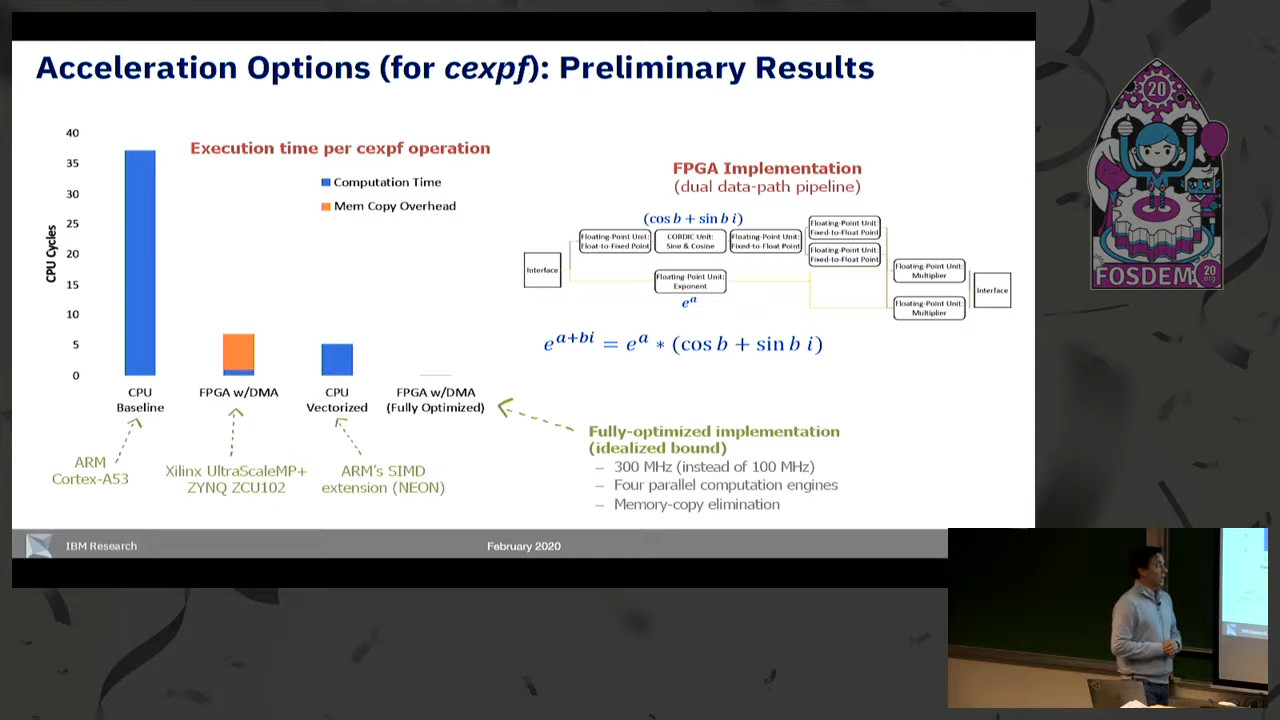 Acceleration Options (for cexpf): Preliminary Results
40
35
30
25
20
15
10
5
0
CPU Cycles
Execution time per cexpf operation
Computation Time
Mem Copy Overhead
CPU
Baseline
FPGA w/DMA
CPU
Vectorized
FPGA w/DMA
(Fully Optimized)
ARM
Cortex-A53
Xilinx UltraScaleMP+
ZYNQ ZCU102
ARM's SIMD
extension (NEON)
FPGA Implementation
(dual data-path pipeline)
(cos b + sin b i)
Interface
Floating-Point Unit:
Float-to-Fixed Point
CORDIC Unit:
Sine & Cosine
Floating-Point Unit:
Fixed-to-Float Point
Floating-Point Unit
Fixed-to-Float Point
Floating-Point Unit
Fixed-to-Float Point
Floating-Point Unit:
Exponent
eᵃ
Floating-Point Unit:
Multiplier
Floating-Point Unit:
Multiplier
Interface
eᵃ⁺ᵇⁱ = eᵃ * (cos b + sin b i)
Fully-optimized implementation
(idealized bound)
– 300 MHz (instead of 100 MHz)
– Four parallel computation engines
– Memory-copy elimination
IBM Research
February 2020
20
FOSDEM
20
.org